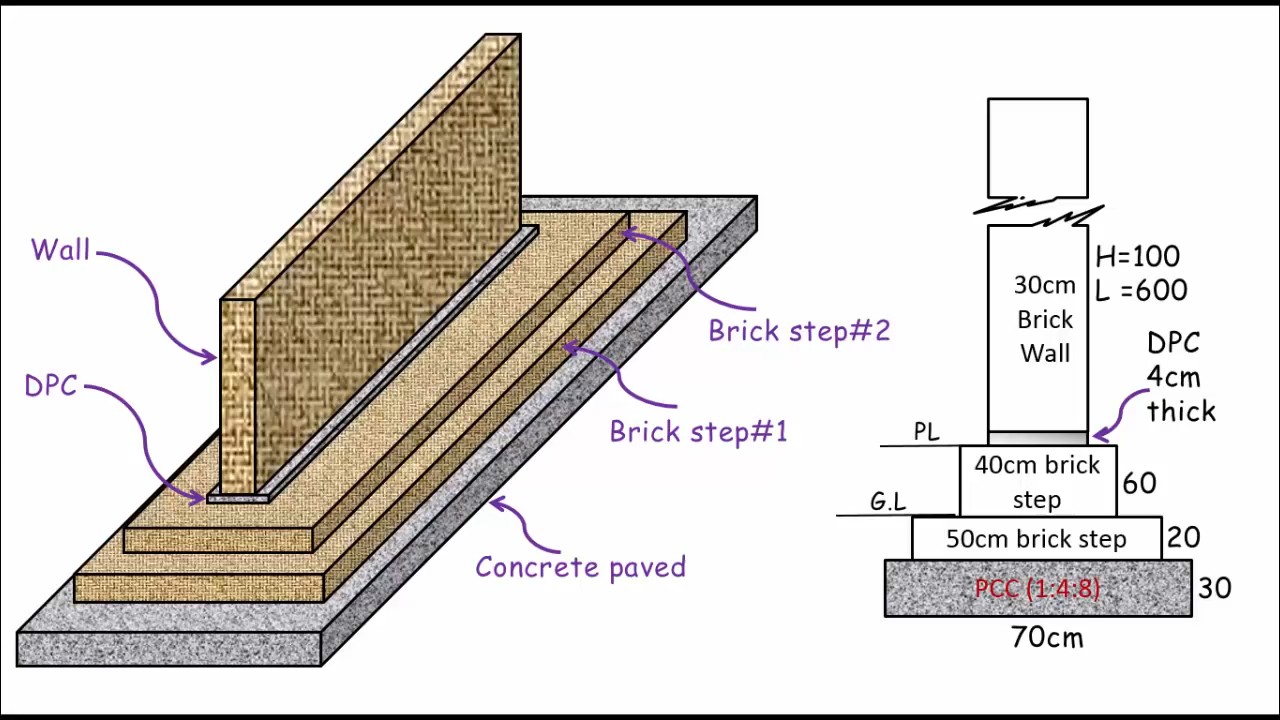 Wall
DPC
Brick step#2
Brick step#1
Concrete paved
30cm
Brick
Wall
H=100
L =600
DPC
4cm
thick
PL
40cm brick
step
60
G.L
50cm brick step
20
PCC (1:4:8)
30
70cm